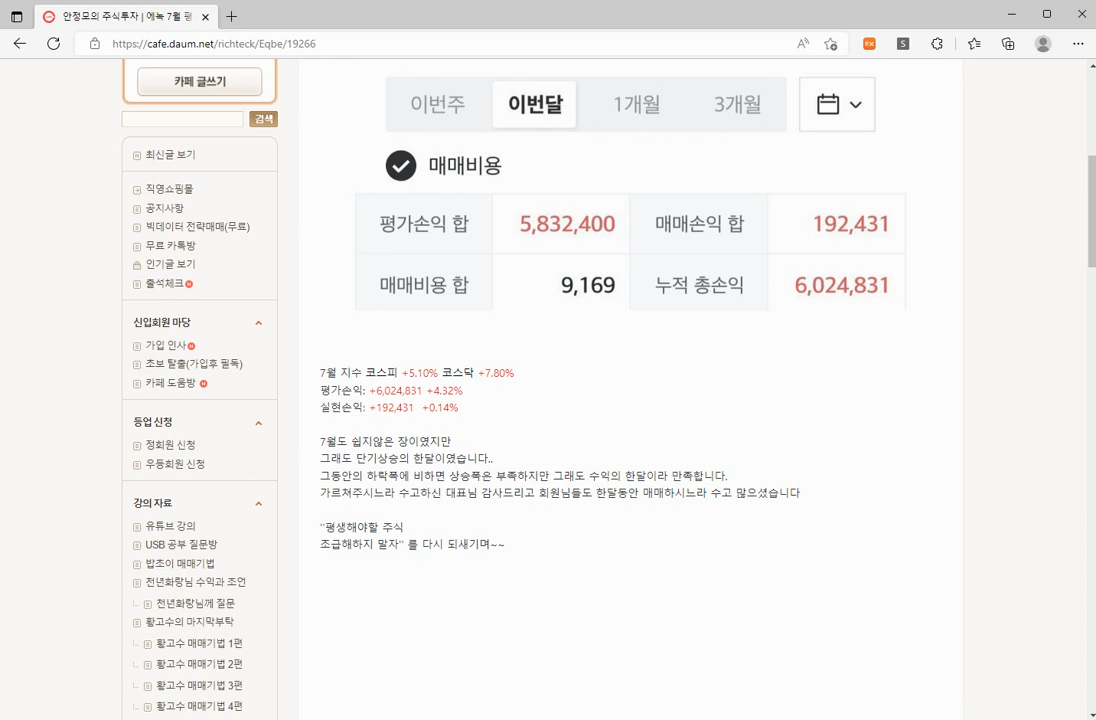 안정모의 주식투자 | 에녹 7월 평
https://cafe.daum.net/richteck/Eqbe/19266
카페 글쓰기
검색
최신글 보기
직영쇼핑몰
공지사항
빅데이터 전략매매(무료)
무료 카톡방
인기글 보기
출석체크
신입회원 마당
가입 인사
초보 탈출(가입후 필독)
카페 도움방
등업 신청
정회원 신청
우등회원 신청
강의 자료
유튜브 강의
USB 공부 질문방
밥초이 매매기법
천년화랑님 수익과 조언
천년화랑님께 질문
황고수의 마지막부탁
황고수 매매기법 1편
황고수 매매기법 2편
황고수 매매기법 3편
황고수 매매기법 4편
이번주 이번달 1개월 3개월
매매비용
평가손익 합 5,832,400 매매손익 합 192,431
매매비용 합 9,169 누적 총손익 6,024,831
7월 지수 코스피 +5.10% 코스닥 +7.80%
평가손익: +6,024,831 +4.32%
실현손익: +192,431 +0.14%
7월도 쉽지않은 장이였지만
그래도 단기상승의 한달이였습니다..
그동안의 하락폭에 비하면 상승폭은 부족하지만 그래도 수익의 한달이라 만족합니다.
가르쳐주시느라 수고하신 대표님 감사드리고 회원님들도 한달동안 매매하시느라 수고 많으셨습니다
"평생해야할 주식
조급해하지 말자" 를 다시 되새기며~~